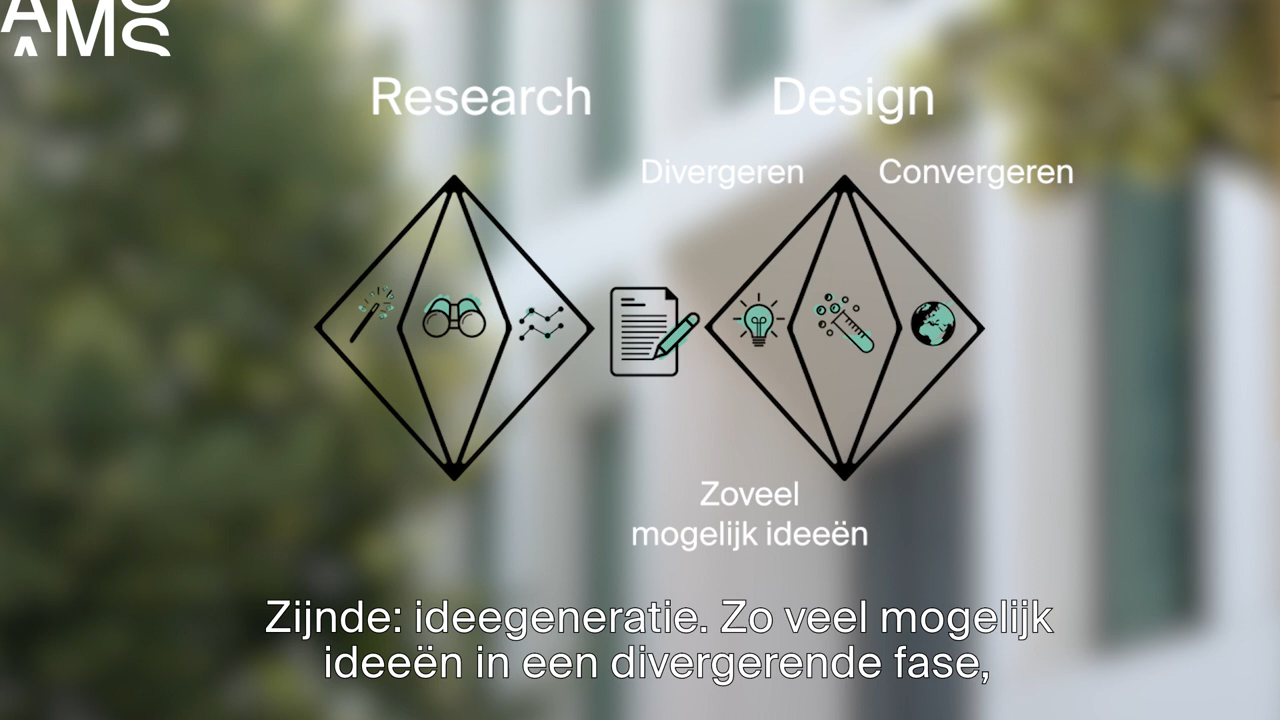 AMS
Research
Design
Divergeren
Convergeren
Zoveel
mogelijk ideeën
Zijnde: ideegeneratie. Zo veel mogelijk
ideeën in een divergerende fase,